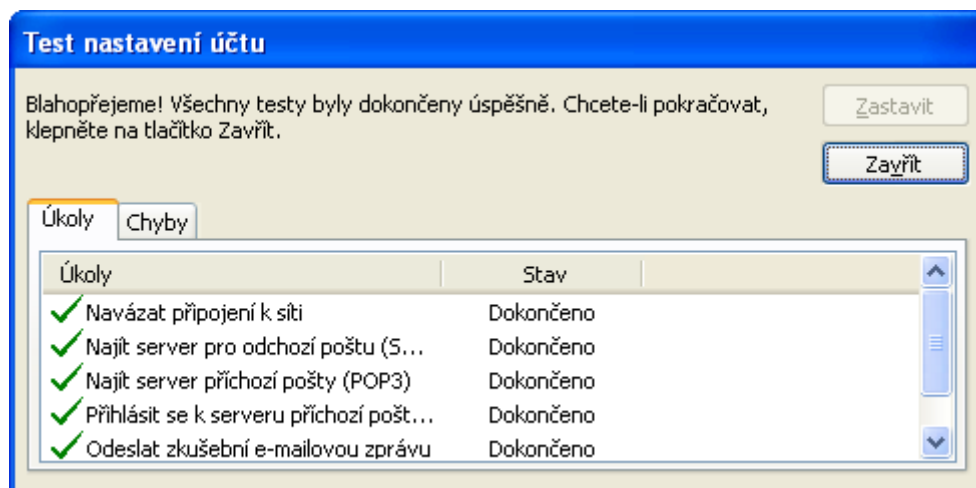 Test nastavení účtu
Blahopřejeme! Všechny testy byly dokončeny úspěšně. Chcete-li pokračovat,
klepněte na tlačítko Zavřít.
Zastavit
Zavřít
Úkoly Chyby
Úkoly Stav
Navázat připojení k síti Dokončeno
Najít server pro odchozí poštu (S... Dokončeno
Najít server příchozí pošty (POP3) Dokončeno
Přihlásit se k serveru příchozí pošt... Dokončeno
Odeslat zkušební e-mailovou zprávu Dokončeno